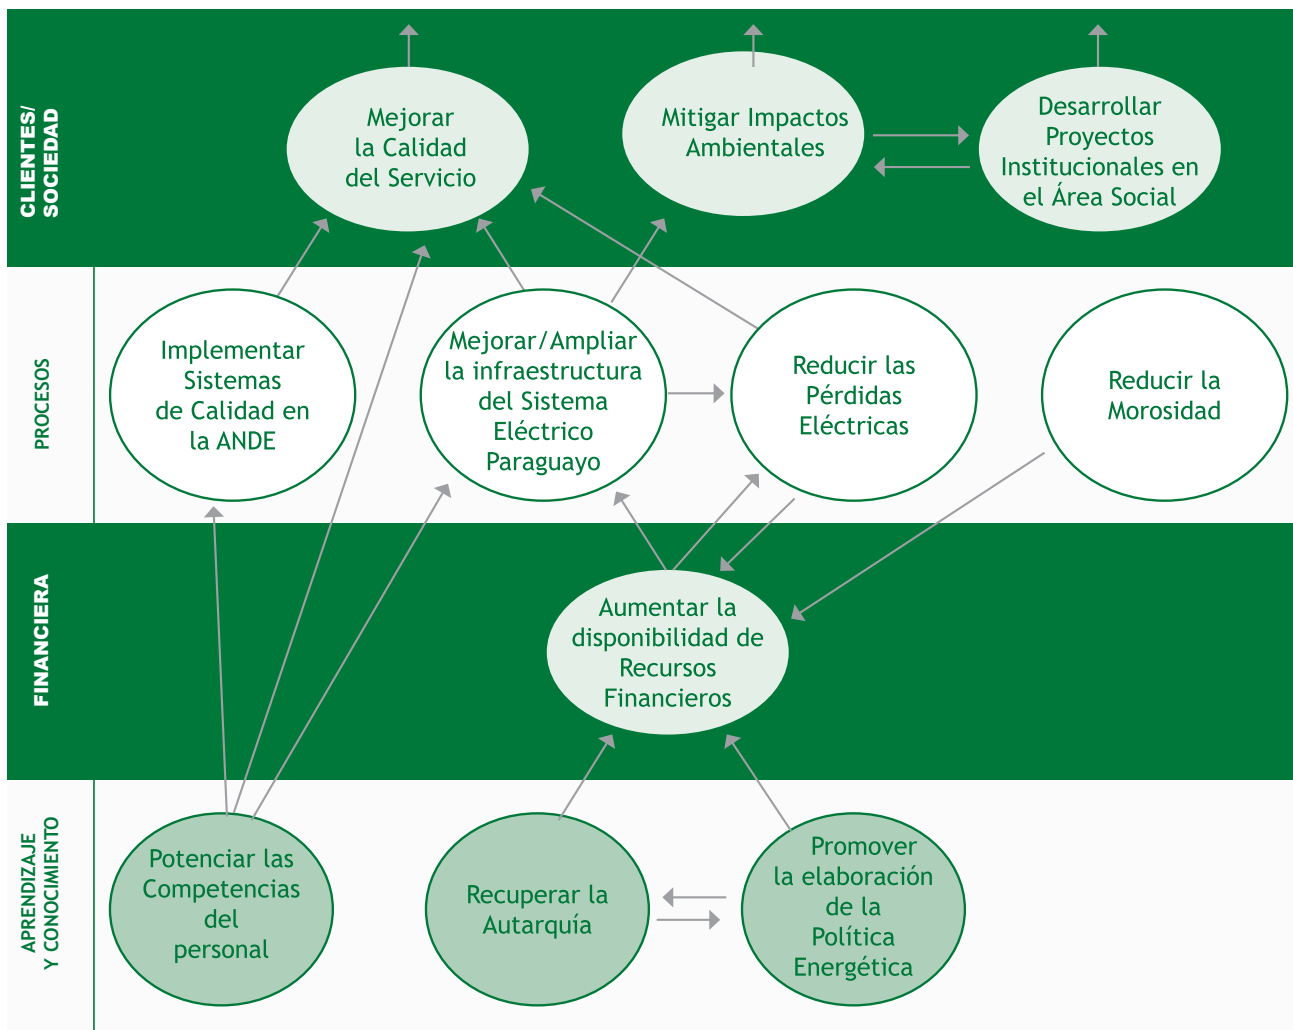 CLIENTES/
SOCIEDAD
Mejorar
la Calidad
del Servicio
Mitigar Impactos
Ambientales
Desarrollar
Proyectos
Institucionales en
el Área Social
PROCESOS
Implementar
Sistemas
de Calidad en
la ANDE
Mejorar/Ampliar
la infraestructura
del Sistema
Eléctrico
Paraguayo
Reducir las
Pérdidas
Eléctricas
Reducir la
Morosidad
FINANCIERA
Aumentar la
disponibilidad de
Recursos
Financieros
APRENDIZAJE
Y CONOCIMIENTO
Potenciar las
Competencias
del
personal
Recuperar la
Autarquía
Promover
la elaboración
de la
Política
Energética